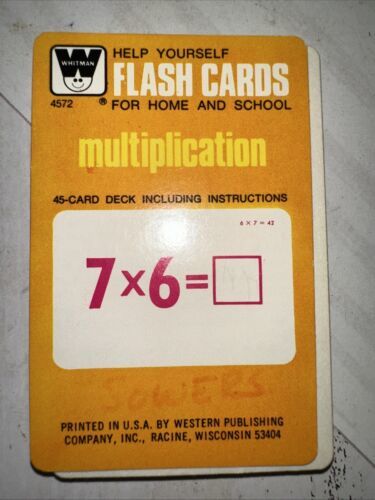 WHITMAN
4572
®
HELP YOURSELF
FLASH CARDS
FOR HOME AND SCHOOL
multiplication
45-CARD DECK INCLUDING INSTRUCTIONS
6 × 7 = 42
7×6=
SOWERS
PRINTED IN U.S.A. BY WESTERN PUBLISHING
COMPANY, INC., RACINE, WISCONSIN 53404